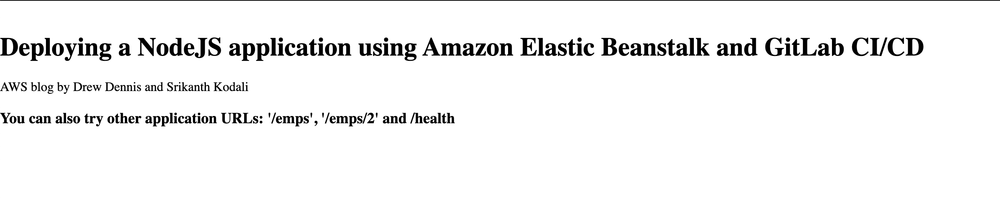 Deploying a NodeJS application using Amazon Elastic Beanstalk and GitLab CI/CD
AWS blog by Drew Dennis and Srikanth Kodali
You can also try other application URLs: '/emps', '/emps/2' and /health